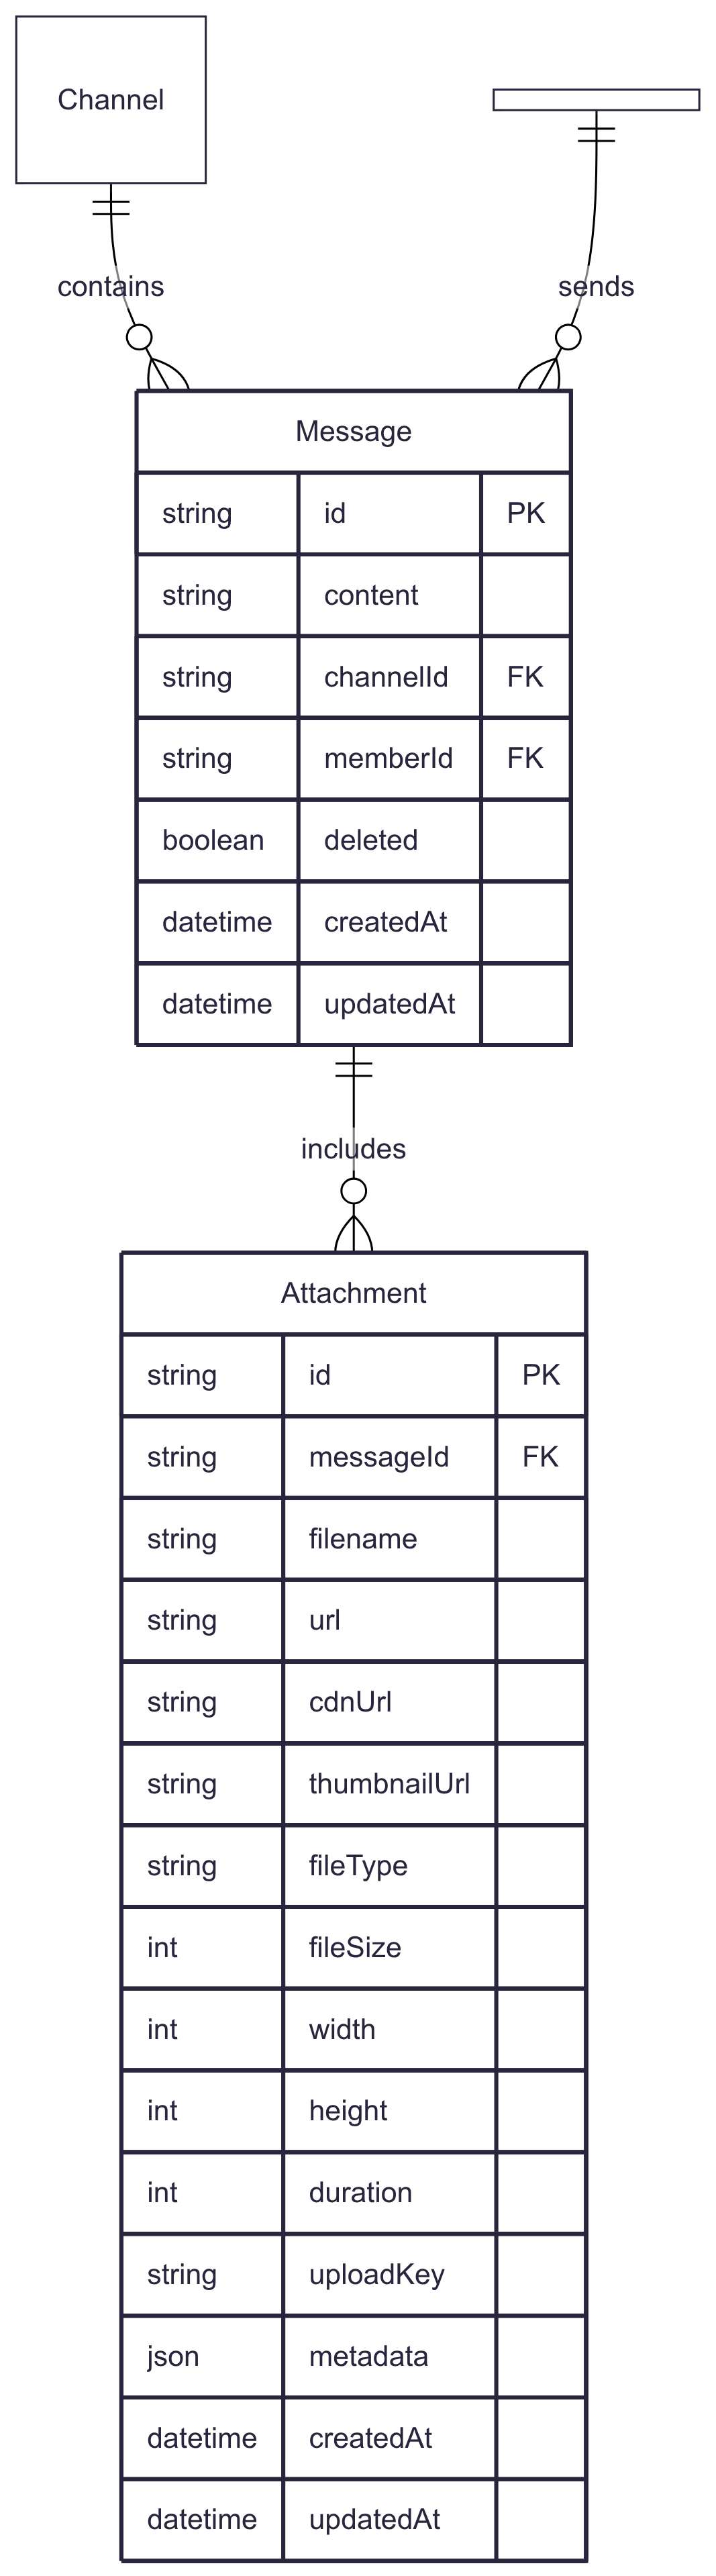 Channel
contains
sends
Message
string id PK
string content
string channelId FK
string memberId FK
boolean deleted
datetime createdAt
datetime updatedAt
includes
Attachment
string id PK
string messageId FK
string filename
string url
string cdnUrl
string thumbnailUrl
string fileType
int fileSize
int width
int height
int duration
string uploadKey
json metadata
datetime createdAt
datetime updatedAt